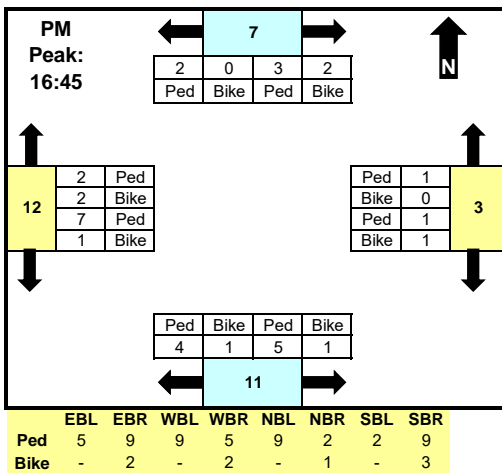 PM
Peak:
16:45
7
N
2 0 3 2
Ped Bike Ped Bike
12
2 Ped
2 Bike
7 Ped
1 Bike
Ped 1
Bike 0
Ped 1
Bike 1
3
Ped Bike Ped Bike
4 1 5 1
11
EBL EBR WBL WBR NBL NBR SBL SBR
Ped 5 9 9 5 9 2 2 9
Bike - 2 - 2 - 1 - 3